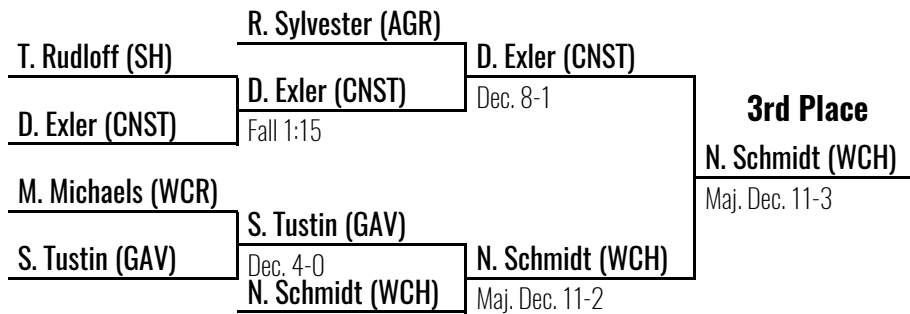 R. Sylvester (AGR)
T. Rudloff (SH)
D. Exler (CNST)
D. Exler (CNST)
Dec. 8-1
D. Exler (CNST)
Fall 1:15
3rd Place
N. Schmidt (WCH)
Maj. Dec. 11-3
M. Michaels (WCR)
S. Tustin (GAV)
S. Tustin (GAV)
Dec. 4-0
N. Schmidt (WCH)
N. Schmidt (WCH)
Maj. Dec. 11-2